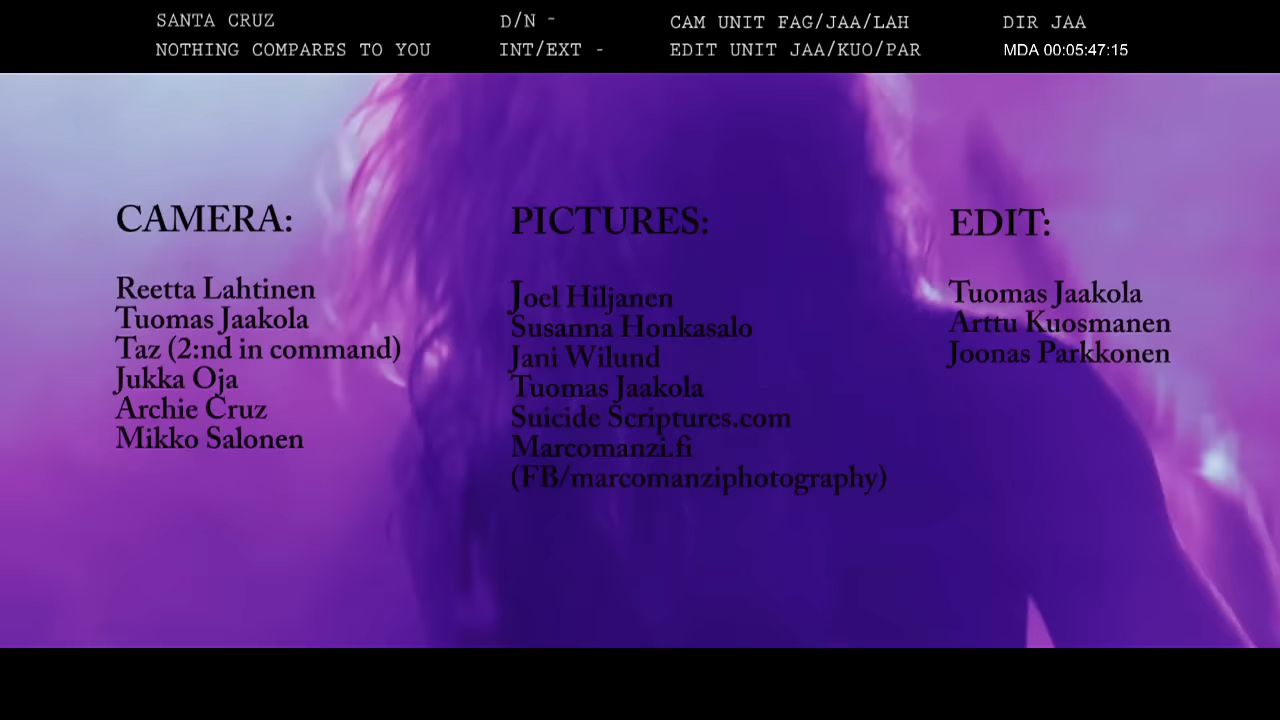 SANTA CRUZ
NOTHING COMPARES TO YOU
D/N -
INT/EXT -
CAM UNIT FAG/JAA/LAH
EDIT UNIT JAA/KUO/PAR
DIR JAA
MDA 00:05:47:15
CAMERA:
Reetta Lahtinen
Tuomas Jaakola
Taz (2:nd in command)
Jukka Oja
Archie Cruz
Mikko Salonen
PICTURES:
Joel Hiljanen
Susanna Honkasalo
Jani Wilund
Tuomas Jaakola
Suicide Scriptures.com
Marcomanzi.fi
(FB/marcomanziphotography)
EDIT:
Tuomas Jaakola
Arttu Kuosmanen
Joonas Parkkonen